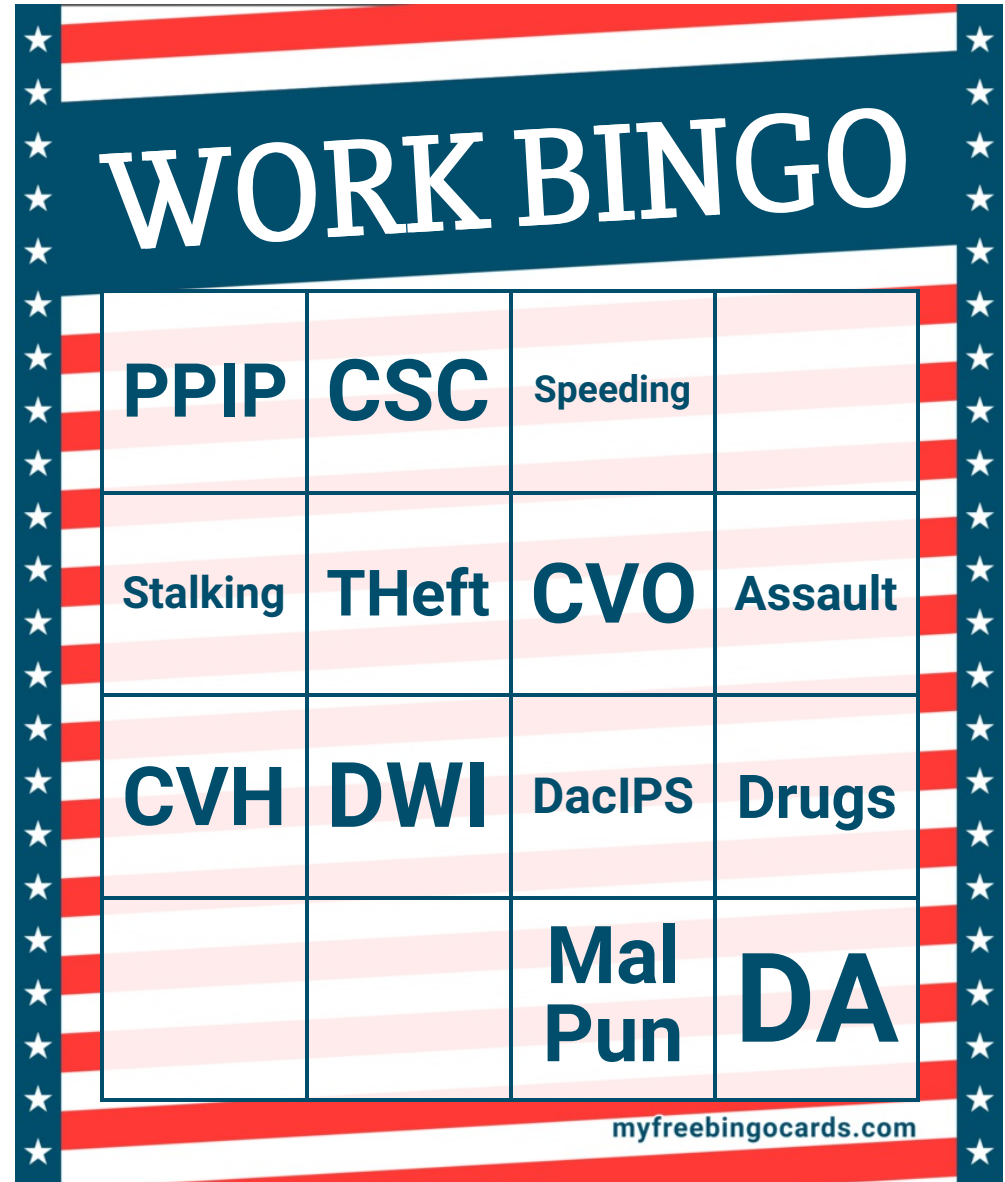 WORK BINGO
PPIP
CSC
Speeding
Stalking
THeft
CVO
Assault
CVH
DWI
DacIPS
Drugs
Mal
Pun
DA
myfreebingocards.com